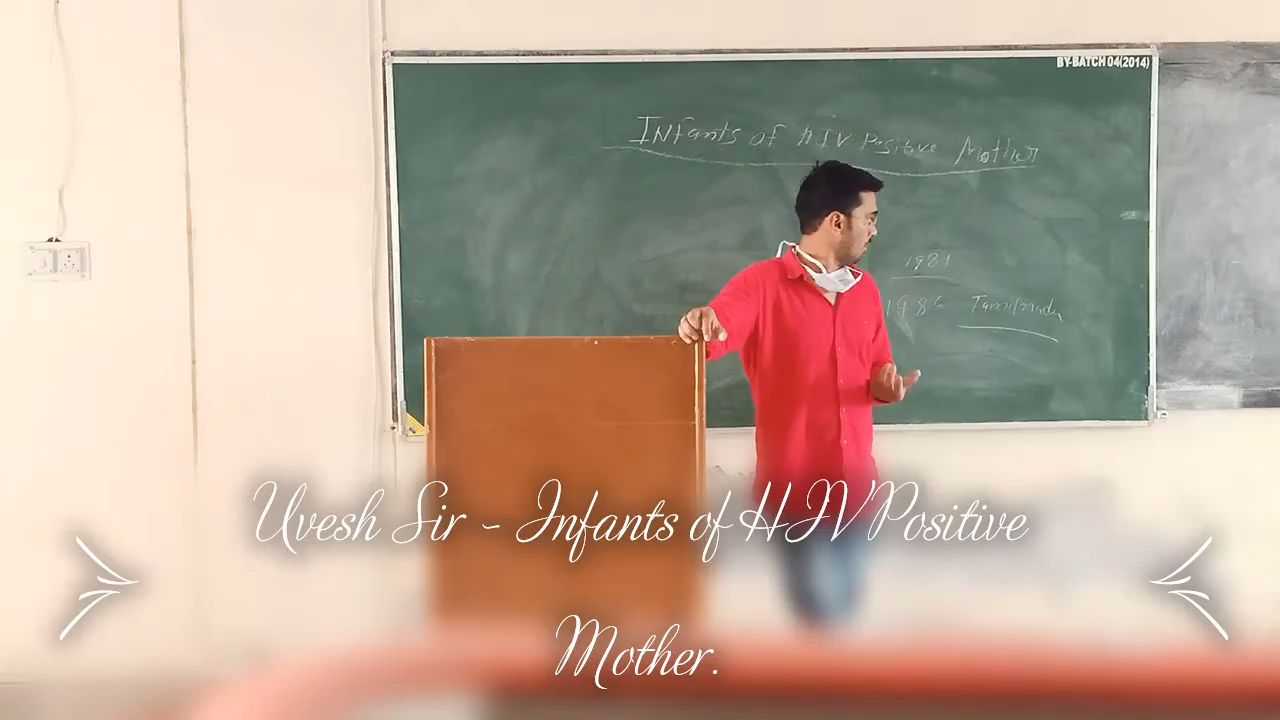 BY-BATCH 04(2014)
INfants of HIV Positive Mother
1981
1986 Tamilnadu
Uvesh Sir - Infants of HIV Positive
Mother.